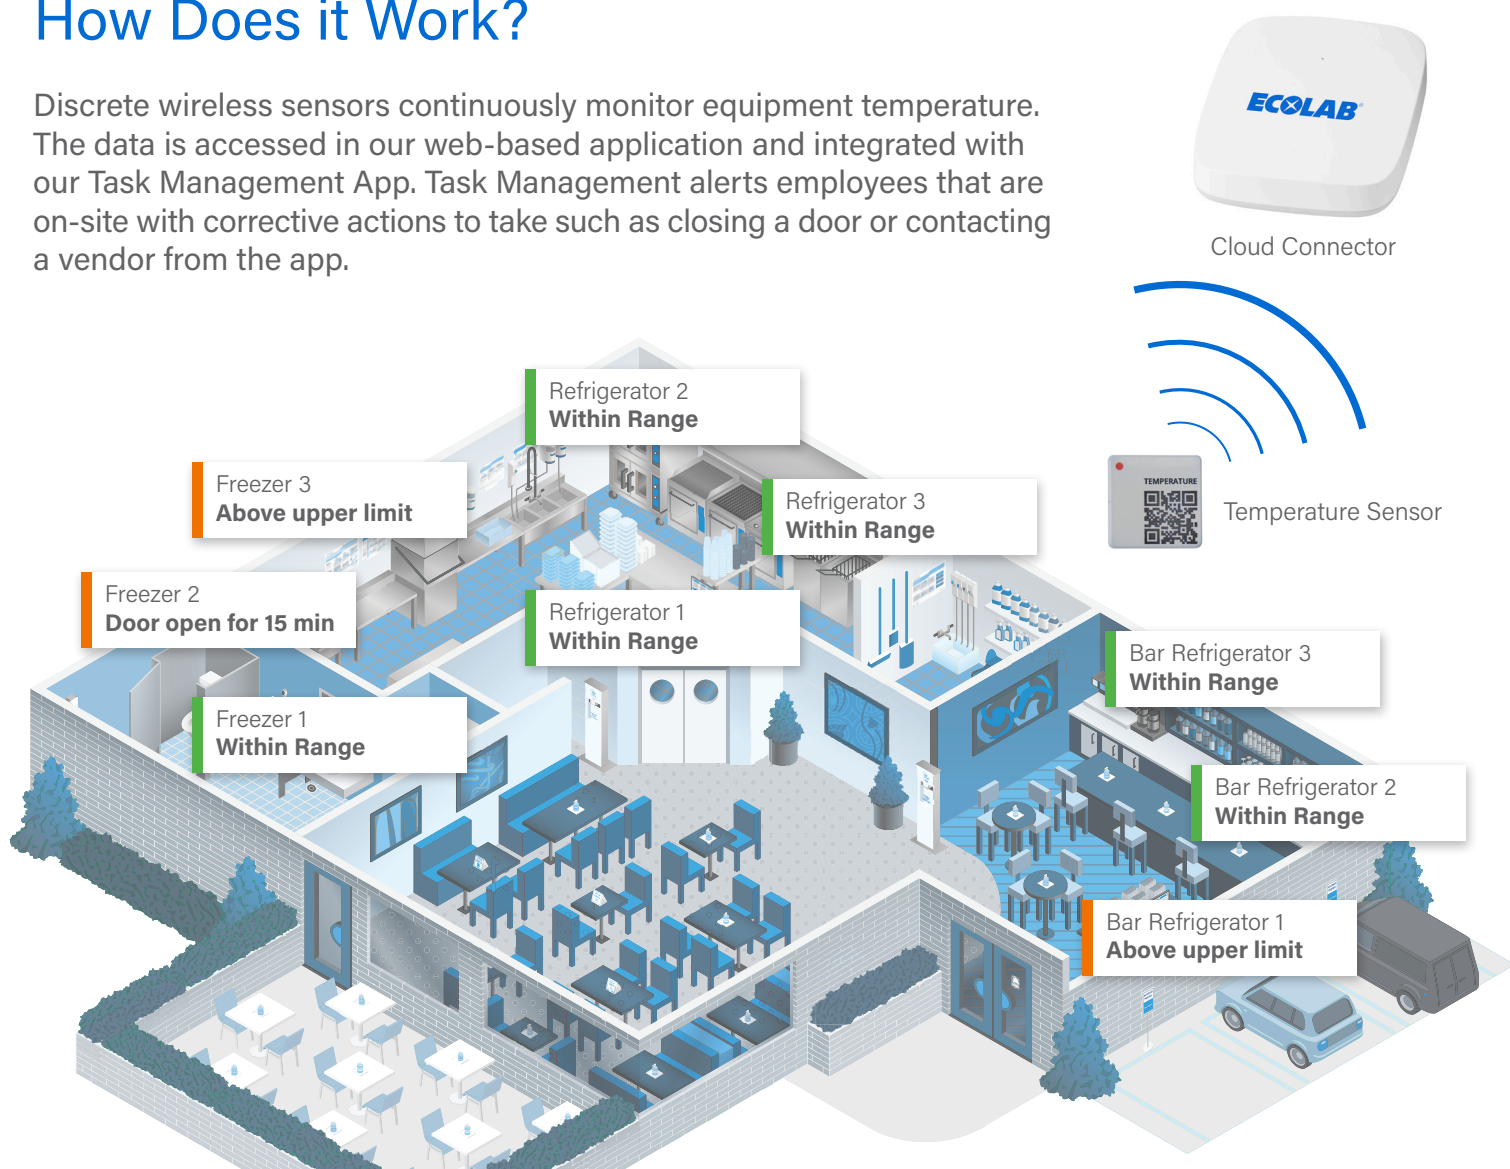 How Does it Work?
Discrete wireless sensors continuously monitor equipment temperature.
The data is accessed in our web-based application and integrated with
our Task Management App. Task Management alerts employees that are
on-site with corrective actions to take such as closing a door or contacting
a vendor from the app.
ECOLAB®
Cloud Connector
TEMPERATURE
Temperature Sensor
Refrigerator 2
Within Range
Freezer 3
Above upper limit
Refrigerator 3
Within Range
Freezer 2
Door open for 15 min
Refrigerator 1
Within Range
Bar Refrigerator 3
Within Range
Freezer 1
Within Range
Bar Refrigerator 2
Within Range
Bar Refrigerator 1
Above upper limit